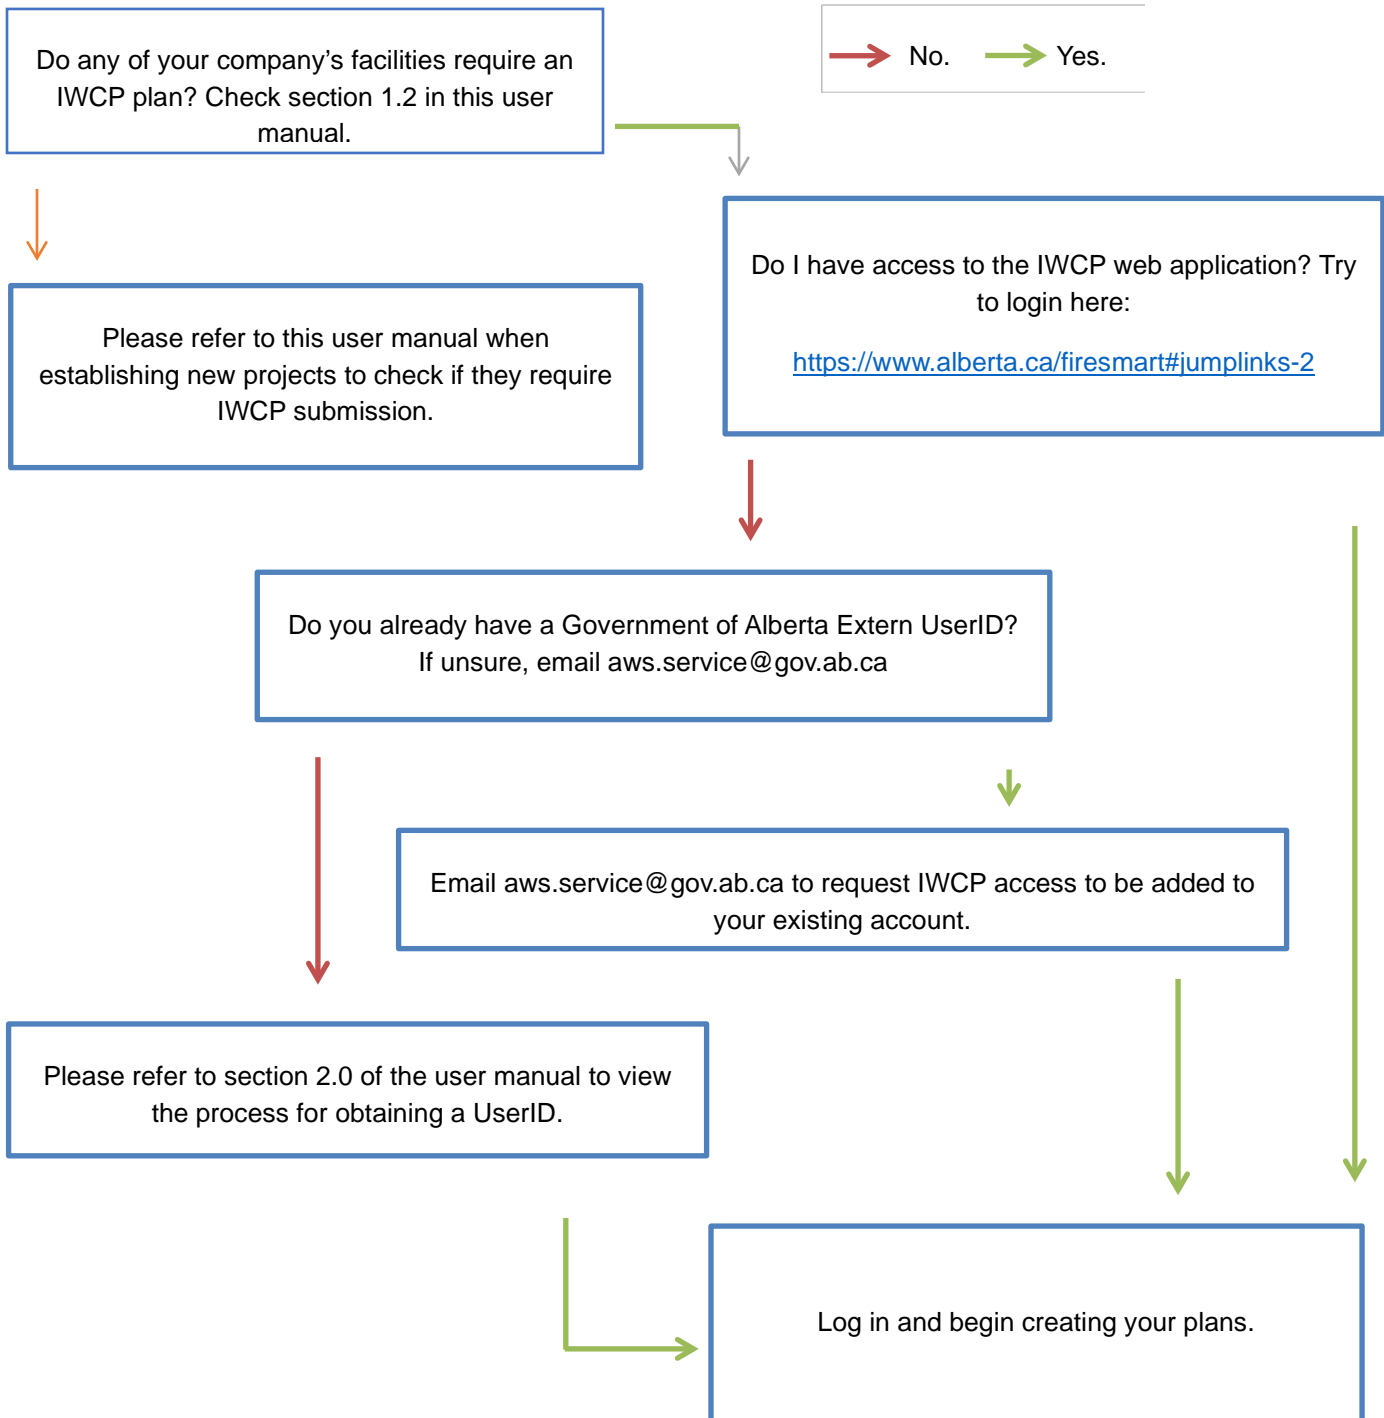 Do any of your company’s facilities require an
IWCP plan? Check section 1.2 in this user
manual.
No.
Yes.
Do I have access to the IWCP web application? Try
to login here:
https://www.alberta.ca/firesmart#jumplinks-2
Please refer to this user manual when
establishing new projects to check if they require
IWCP submission.
Do you already have a Government of Alberta Extern UserID?
If unsure, email aws.service@gov.ab.ca
Email aws.service@gov.ab.ca to request IWCP access to be added to
your existing account.
Please refer to section 2.0 of the user manual to view
the process for obtaining a UserID.
Log in and begin creating your plans.